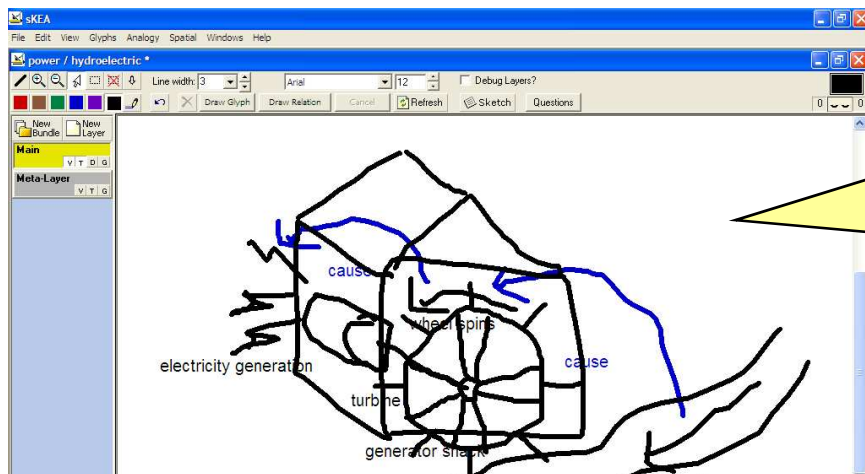 sKEA
File Edit View Glyphs Analogy Spatial Windows Help
power / hydroelectric *
Line width: 3 Arial 12 Debug Layers?
Draw Glyph Draw Relation Cancel Refresh Sketch Questions 0 0
New Bundle New Layer
Main
V T D G
Meta-Layer
V T G
cause
wheel spins
electricity generation
cause
turbine
generator shack